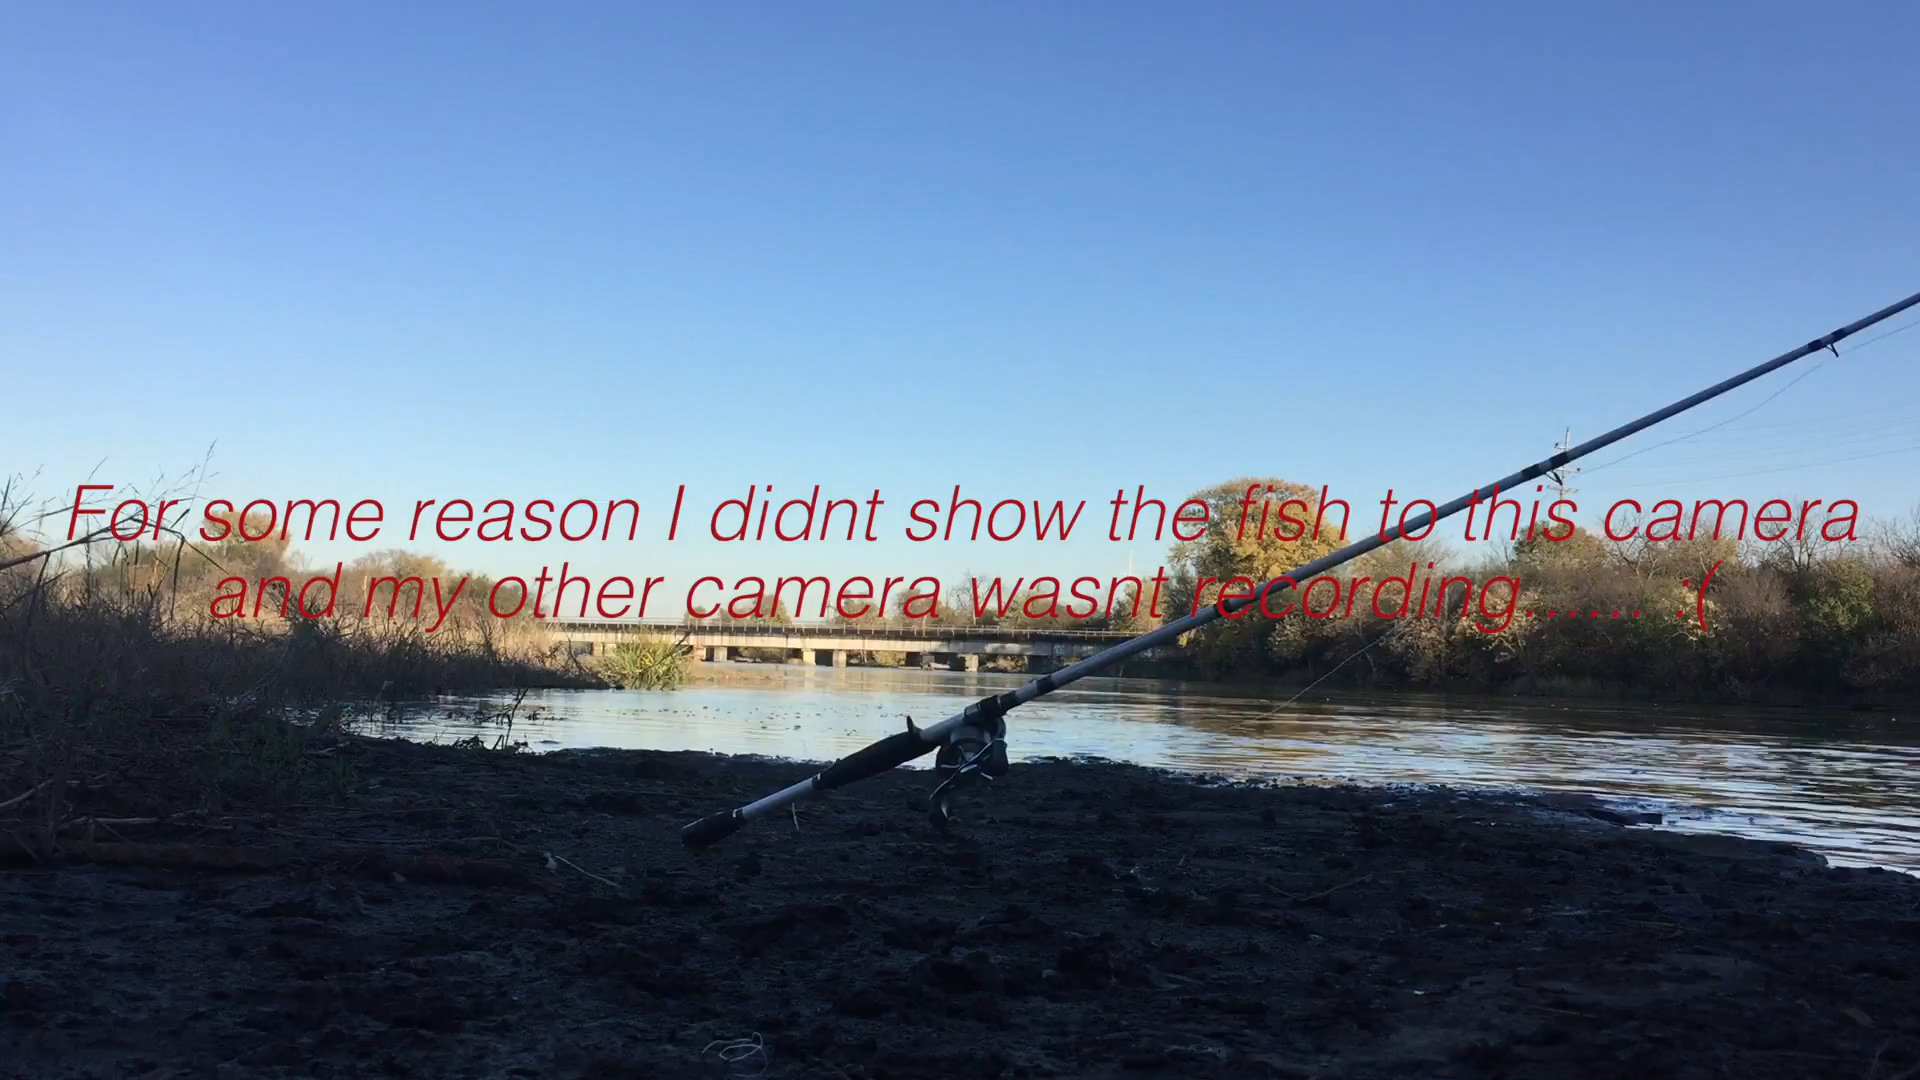 For some reason I didnt show the fish to this camera
and my other camera wasnt recording...... :(